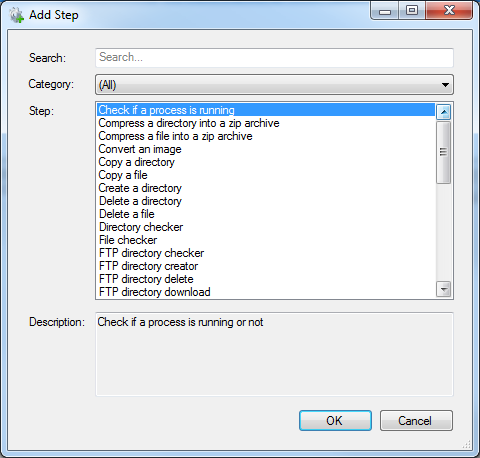 Add Step
Search: Search...
Category: (All)
Step: Check if a process is running
Compress a directory into a zip archive
Compress a file into a zip archive
Convert an image
Copy a directory
Copy a file
Create a directory
Delete a directory
Delete a file
Directory checker
File checker
FTP directory checker
FTP directory creator
FTP directory delete
FTP directory download
Description: Check if a process is running or not
OK Cancel